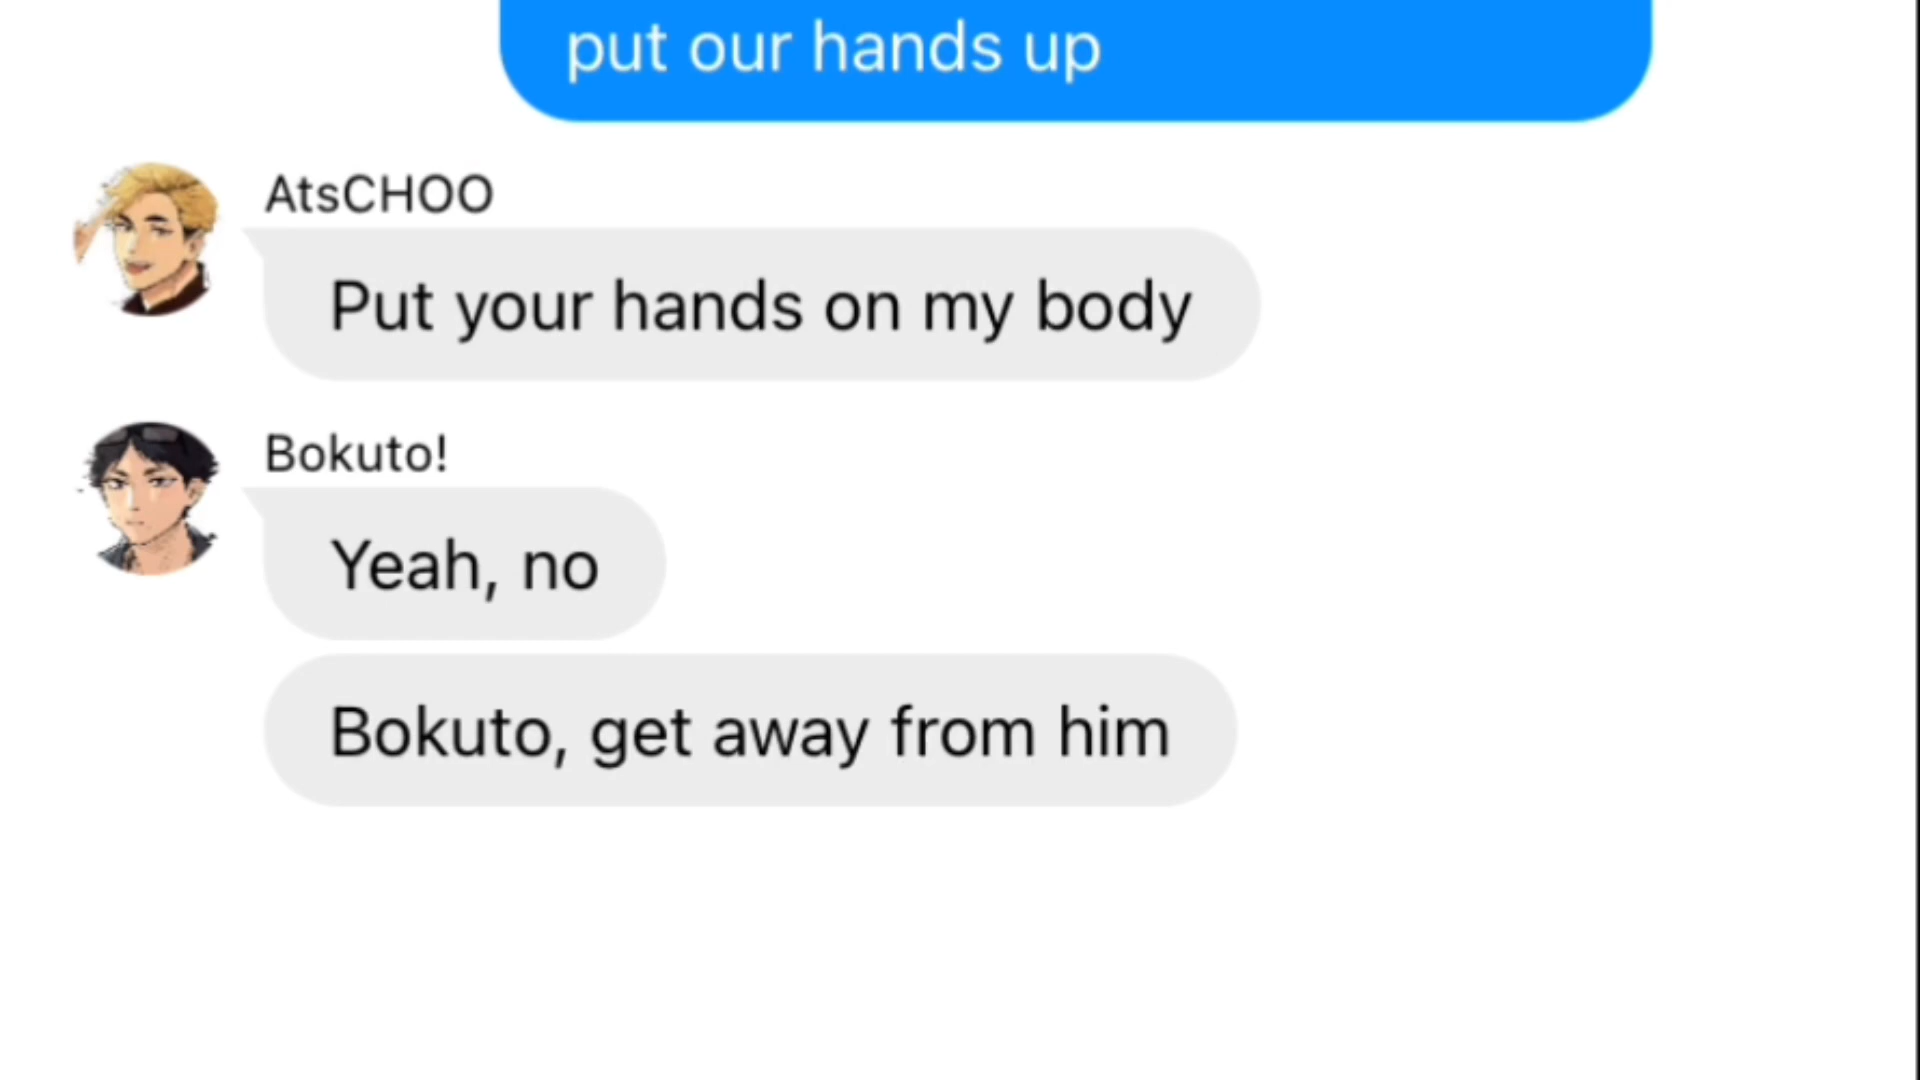 put our hands up
AtsCHOO
Put your hands on my body
Bokuto!
Yeah, no
Bokuto, get away from him